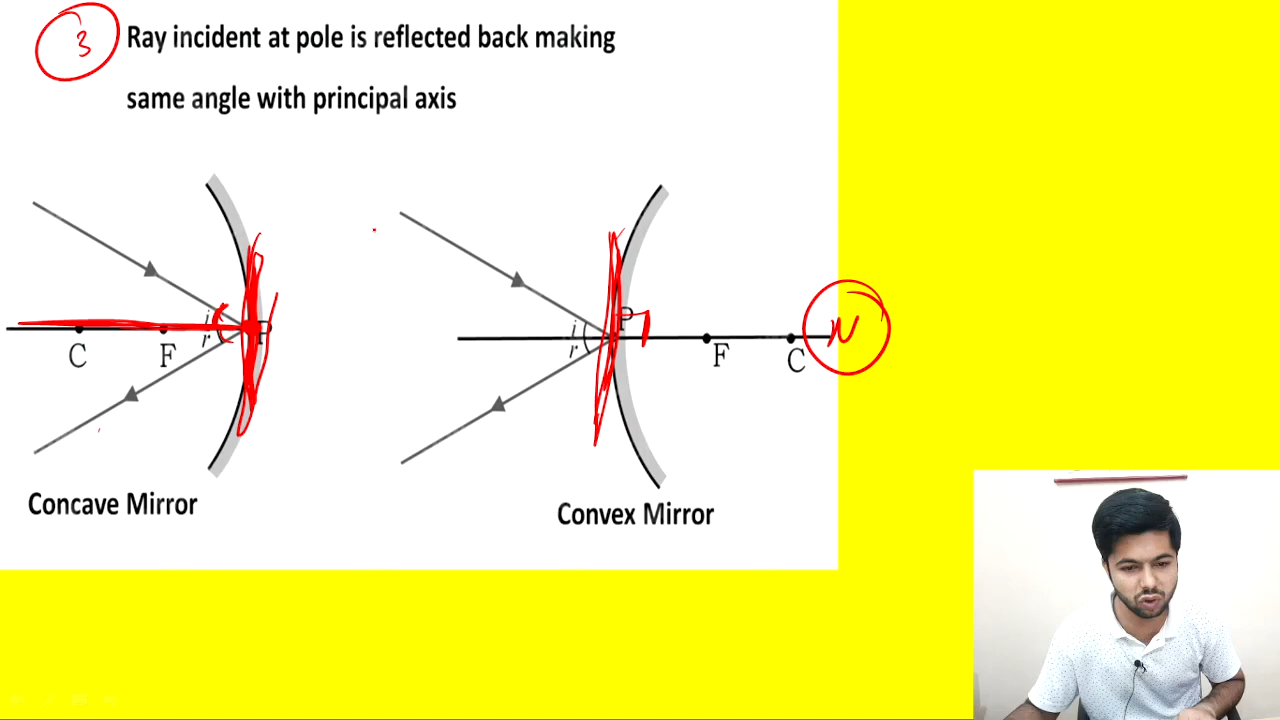 3
Ray incident at pole is reflected back making
same angle with principal axis
i
r
C
F
P
Concave Mirror
i
r
P
F
C
N
Convex Mirror